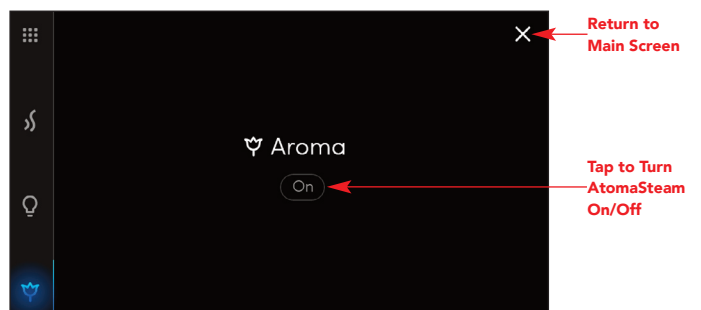 Return to
Main Screen
Aroma
On
Tap to Turn
AtomaSteam
On/Off